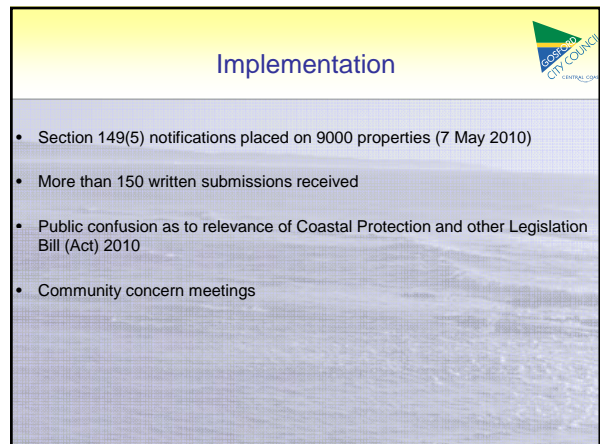 Implementation
GOSFORD
CITY COUNCIL
CENTRAL COAS
• Section 149(5) notifications placed on 9000 properties (7 May 2010)
• More than 150 written submissions received
• Public confusion as to relevance of Coastal Protection and other Legislation
Bill (Act) 2010
• Community concern meetings